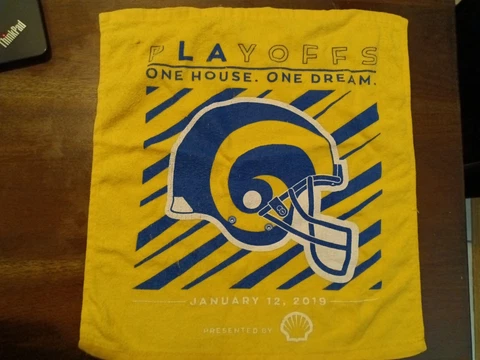 ThinkPad
PLAYOFFS
ONE HOUSE. ONE DREAM.
JANUARY 12, 2019
PRESENTED BY